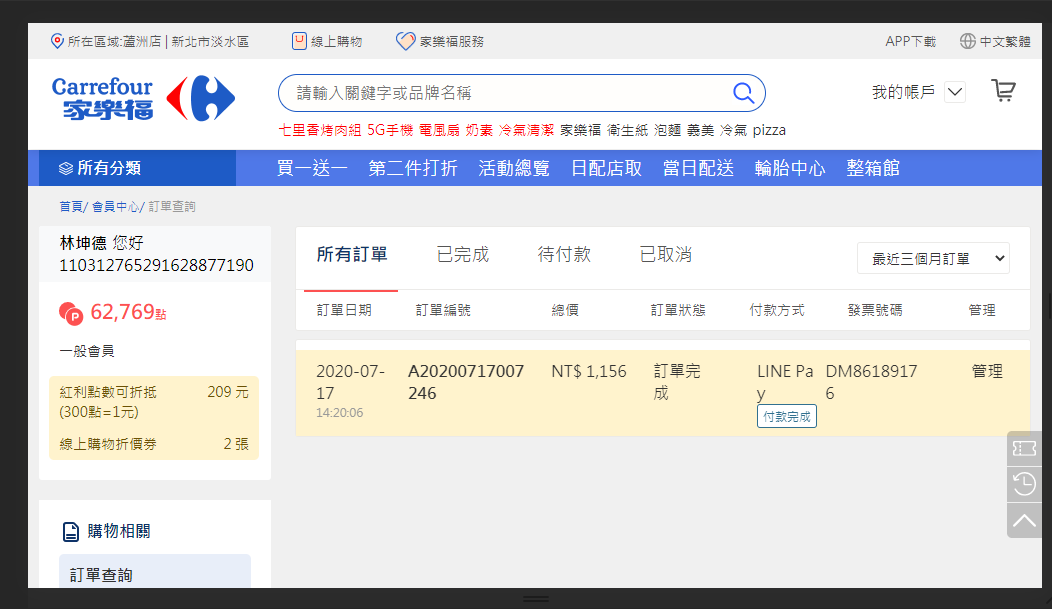 所在區域:蘆洲店 | 新北市淡水區 線上購物 家樂福服務 APP下載 中文繁體
Carrefour
家樂福
請輸入關鍵字或品牌名稱
我的帳戶
七里香烤肉組 5G手機 電風扇 奶素 冷氣清潔 家樂福 衛生紙 泡麵 義美 冷氣 pizza
所有分類 買一送一 第二件打折 活動總覽 日配店取 當日配送 輪胎中心 整箱館
首頁/ 會員中心/ 訂單查詢
林坤德 您好
110312765291628877190
P 62,769點
一般會員
紅利點數可折抵 209 元
(300點=1元)
線上購物折價券 2 張
購物相關
訂單查詢
所有訂單 已完成 待付款 已取消 最近三個月訂單
訂單日期 訂單編號 總價 訂單狀態 付款方式 發票號碼 管理
2020-07- A20200717007 NT$ 1,156 訂單完 LINE Pa DM8618917 管理
17 246 成 y 6
14:20:06 付款完成